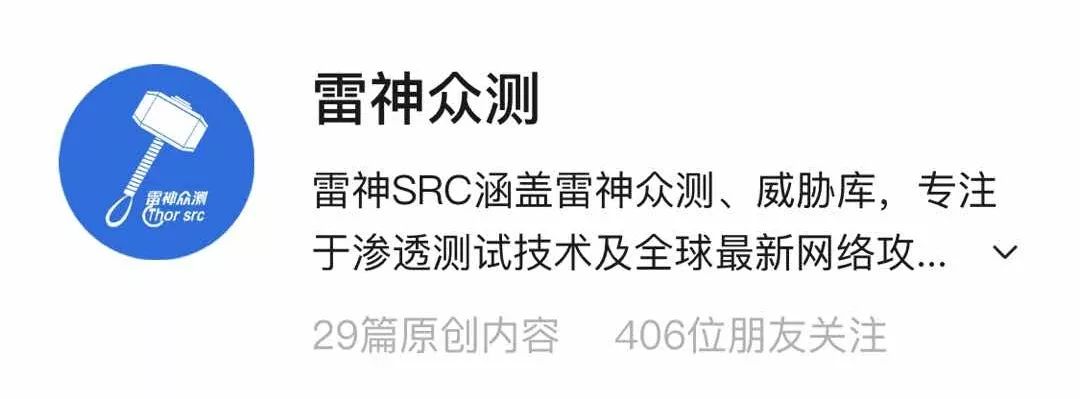 雷神众测
雷神众测
Thor src
雷神SRC涵盖雷神众测、威胁库，专注
于渗透测试技术及全球最新网络攻...
29篇原创内容 406位朋友关注